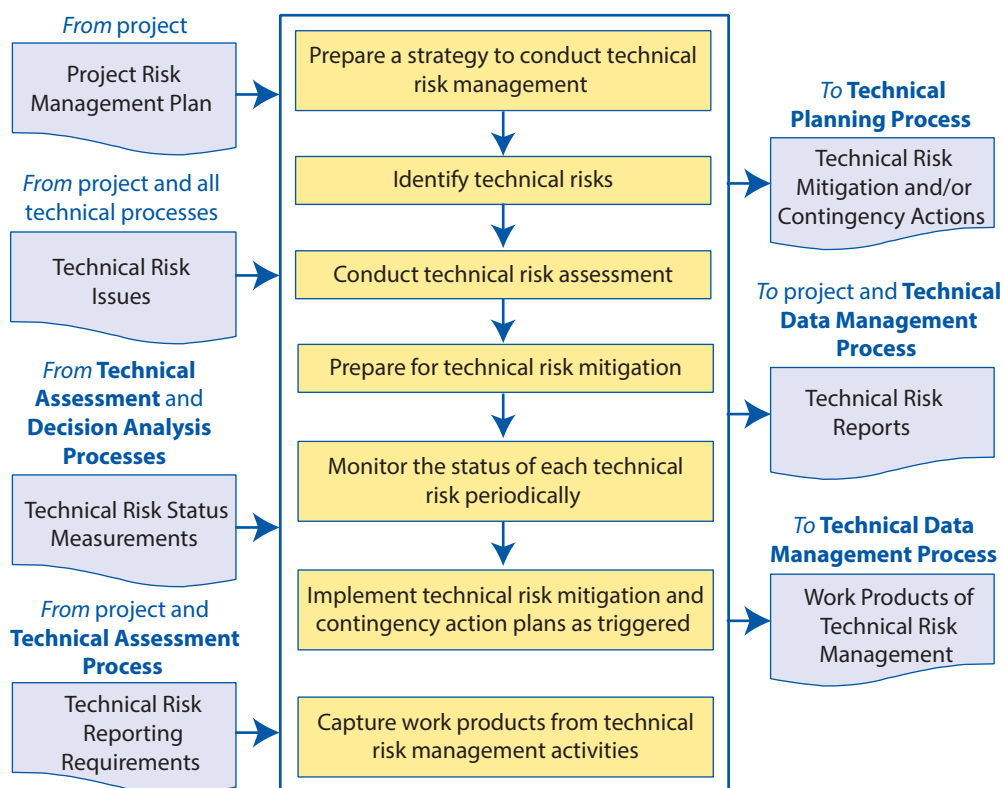 From project
Project Risk
Management Plan
From project and all
technical processes
Technical Risk
Issues
From Technical
Assessment and
Decision Analysis
Processes
Technical Risk Status
Measurements
From project and
Technical Assessment
Process
Technical Risk
Reporting
Requirements
Prepare a strategy to conduct technical
risk management
Identify technical risks
Conduct technical risk assessment
Prepare for technical risk mitigation
Monitor the status of each technical
risk periodically
Implement technical risk mitigation and
contingency action plans as triggered
Capture work products from technical
risk management activities
To Technical
Planning Process
Technical Risk
Mitigation and/or
Contingency Actions
To project and Technical
Data Management
Process
Technical Risk
Reports
To Technical Data
Management Process
Work Products of
Technical Risk
Management